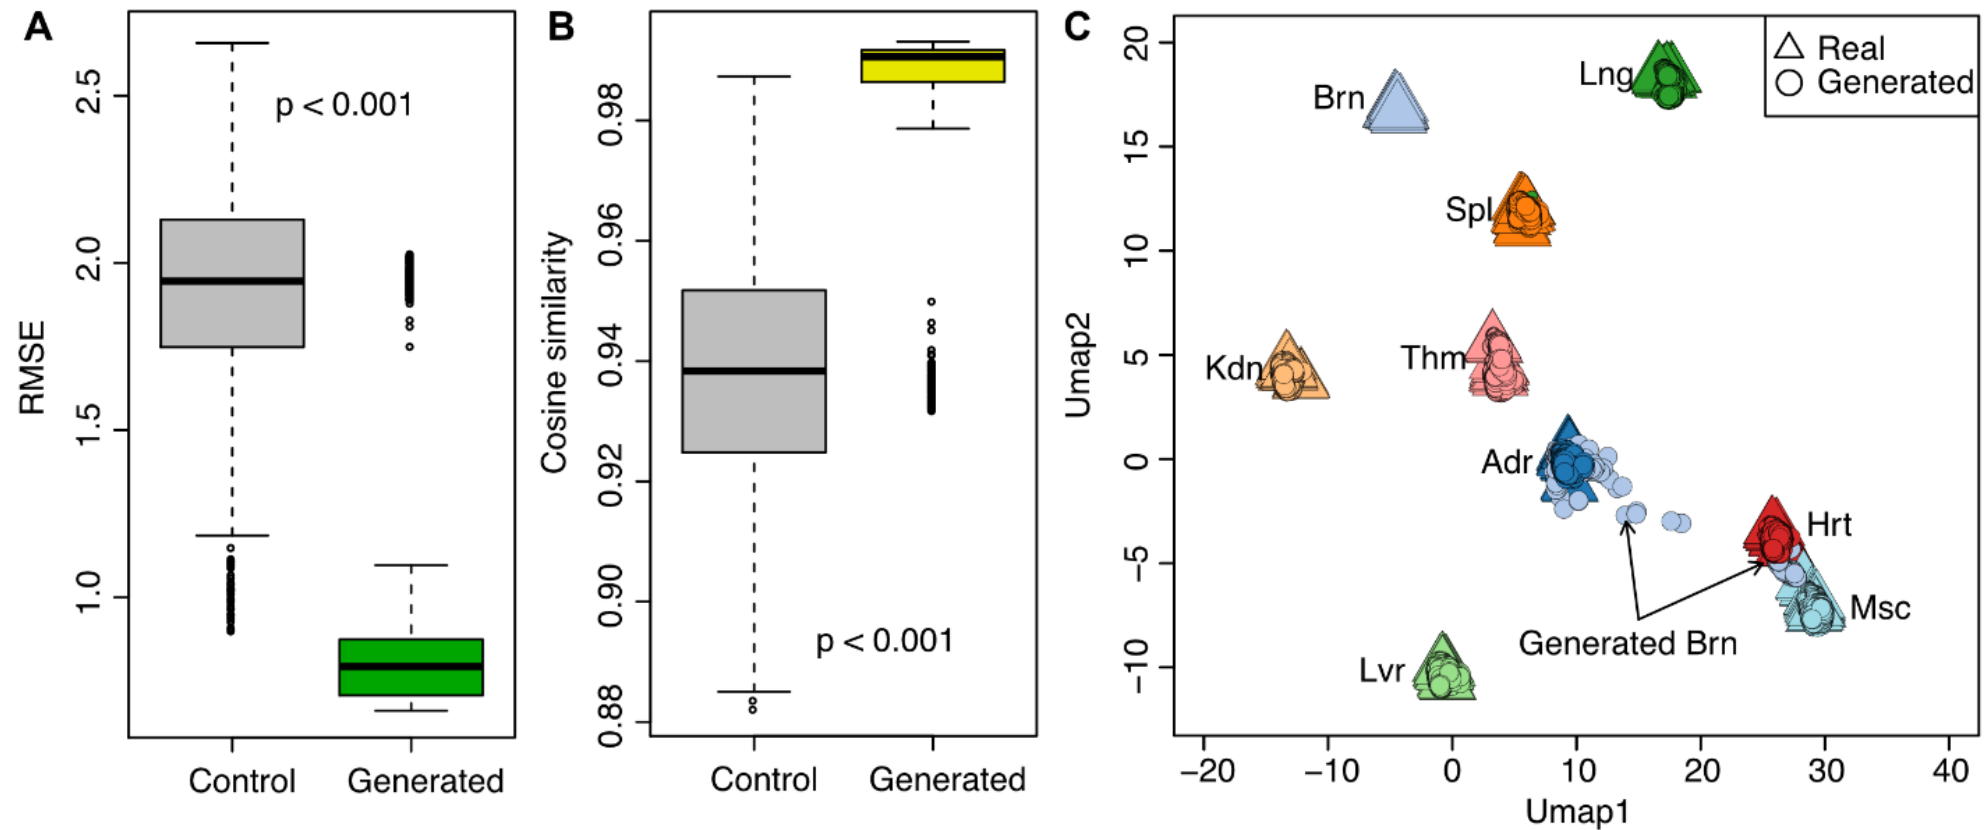 A
RMSE
2.5
2.0
1.5
1.0
p < 0.001
Control
Generated
B
Cosine similarity
0.98
0.96
0.94
0.92
0.90
0.88
p < 0.001
Control
Generated
C
Umap2
20
15
10
5
0
−5
−10
Real
Generated
Lng
Brn
Spl
Kdn
Thm
Adr
Hrt
Msc
Generated Brn
Lvr
−20
−10
0
10
20
30
40
Umap1